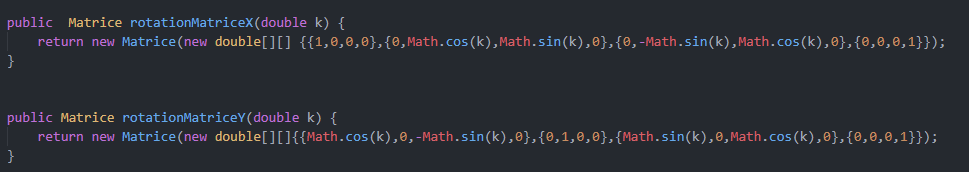 public  Matrice rotationMatriceX(double k) {
    return new Matrice(new double[][] {{1,0,0,0},{0,Math.cos(k),Math.sin(k),0},{0,-Math.sin(k),Math.cos(k),0},{0,0,0,1}});
}
public Matrice rotationMatriceY(double k) {
    return new Matrice(new double[][]{{Math.cos(k),0,-Math.sin(k),0},{0,1,0,0},{Math.sin(k),0,Math.cos(k),0},{0,0,0,1}});
}